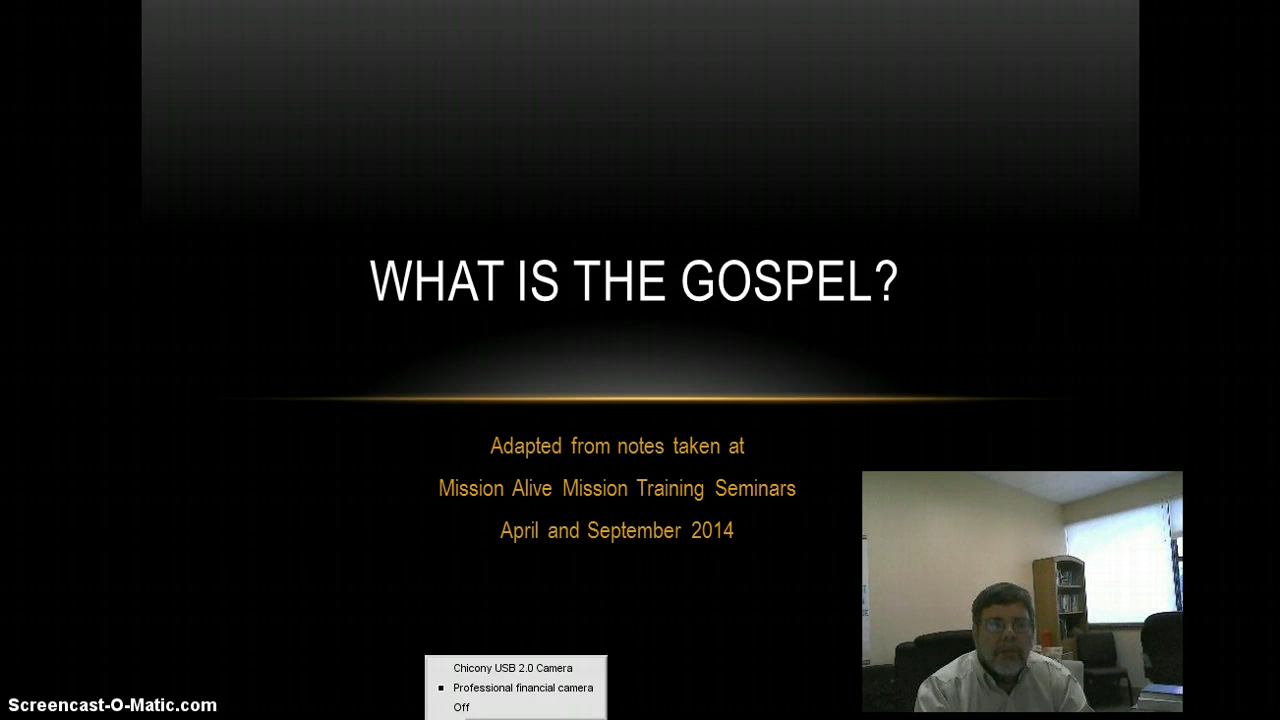 WHAT IS THE GOSPEL?
Adapted from notes taken at
Mission Alive Mission Training Seminars
April and September 2014
Chicony USB 2.0 Camera
Professional financial camera
Off
Screencast-O-Matic.com